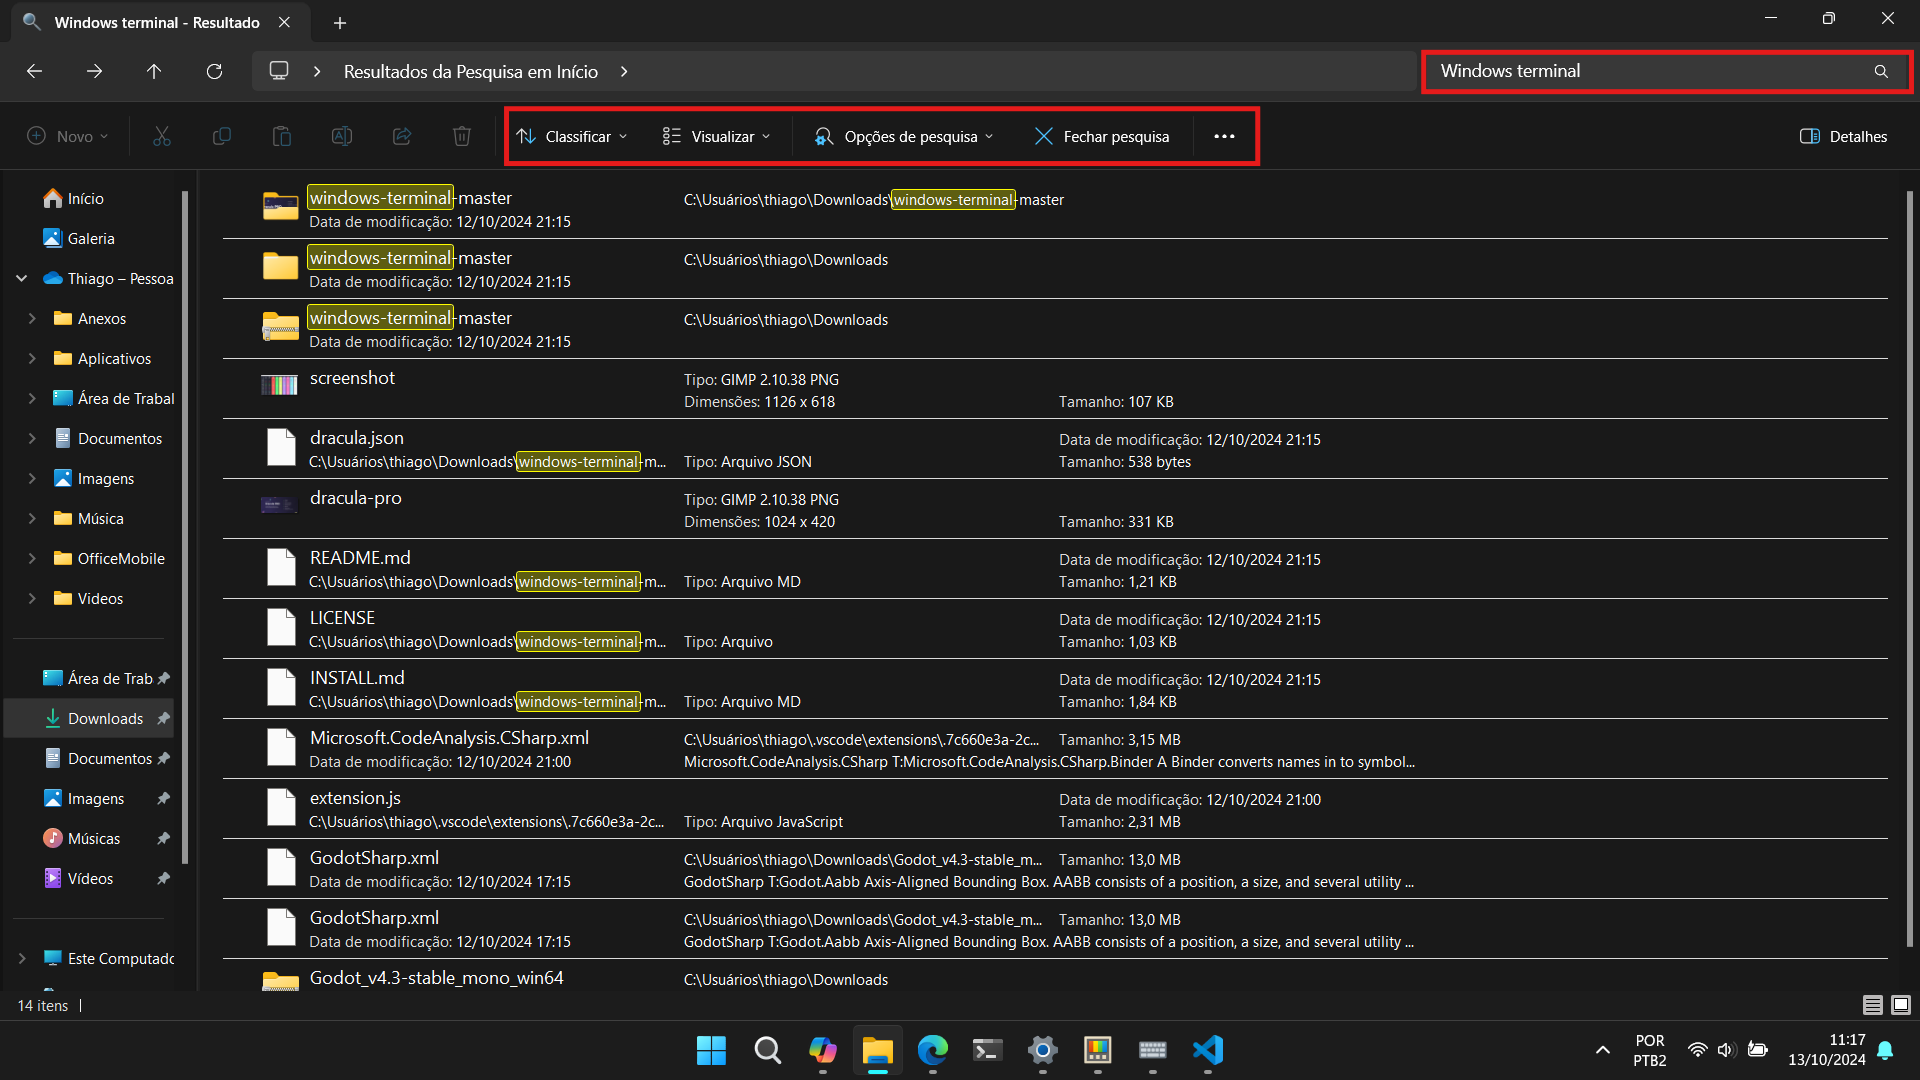 Windows terminal - Resultado
Resultados da Pesquisa em Início
Windows terminal
Novo
Classificar
Visualizar
Opções de pesquisa
Fechar pesquisa
Detalhes
Início
Galeria
Thiago – Pessoa
Anexos
Aplicativos
Área de Trabal
Documentos
Imagens
Música
OfficeMobile
Videos
Área de Trab
Downloads
Documentos
Imagens
Músicas
Vídeos
Este Computado
windows-terminal-master
C:\Usuários\thiago\Downloads\windows-terminal-master
Data de modificação: 12/10/2024 21:15
windows-terminal-master
C:\Usuários\thiago\Downloads
Data de modificação: 12/10/2024 21:15
windows-terminal-master
C:\Usuários\thiago\Downloads
Data de modificação: 12/10/2024 21:15
screenshot
Tipo: GIMP 2.10.38 PNG
Dimensões: 1126 x 618
Tamanho: 107 KB
dracula.json
Data de modificação: 12/10/2024 21:15
C:\Usuários\thiago\Downloads\windows-terminal-m...
Tipo: Arquivo JSON
Tamanho: 538 bytes
dracula-pro
Tipo: GIMP 2.10.38 PNG
Dimensões: 1024 x 420
Tamanho: 331 KB
README.md
Data de modificação: 12/10/2024 21:15
C:\Usuários\thiago\Downloads\windows-terminal-m...
Tipo: Arquivo MD
Tamanho: 1,21 KB
LICENSE
Data de modificação: 12/10/2024 21:15
C:\Usuários\thiago\Downloads\windows-terminal-m...
Tipo: Arquivo
Tamanho: 1,03 KB
INSTALL.md
Data de modificação: 12/10/2024 21:15
C:\Usuários\thiago\Downloads\windows-terminal-m...
Tipo: Arquivo MD
Tamanho: 1,84 KB
Microsoft.CodeAnalysis.CSharp.xml
C:\Usuários\thiago\.vscode\extensions\.7c660e3a-2c...
Tamanho: 3,15 MB
Data de modificação: 12/10/2024 21:00
Microsoft.CodeAnalysis.CSharp T:Microsoft.CodeAnalysis.CSharp.Binder A Binder converts names in to symbol...
extension.js
Data de modificação: 12/10/2024 21:00
C:\Usuários\thiago\.vscode\extensions\.7c660e3a-2c...
Tipo: Arquivo JavaScript
Tamanho: 2,31 MB
GodotSharp.xml
C:\Usuários\thiago\Downloads\Godot_v4.3-stable_m...
Tamanho: 13,0 MB
Data de modificação: 12/10/2024 17:15
GodotSharp T:Godot.Aabb Axis-Aligned Bounding Box. AABB consists of a position, a size, and several utility ...
GodotSharp.xml
C:\Usuários\thiago\Downloads\Godot_v4.3-stable_m...
Tamanho: 13,0 MB
Data de modificação: 12/10/2024 17:15
GodotSharp T:Godot.Aabb Axis-Aligned Bounding Box. AABB consists of a position, a size, and several utility ...
Godot_v4.3-stable_mono_win64
C:\Usuários\thiago\Downloads
14 itens
POR
PTB2
11:17
13/10/2024